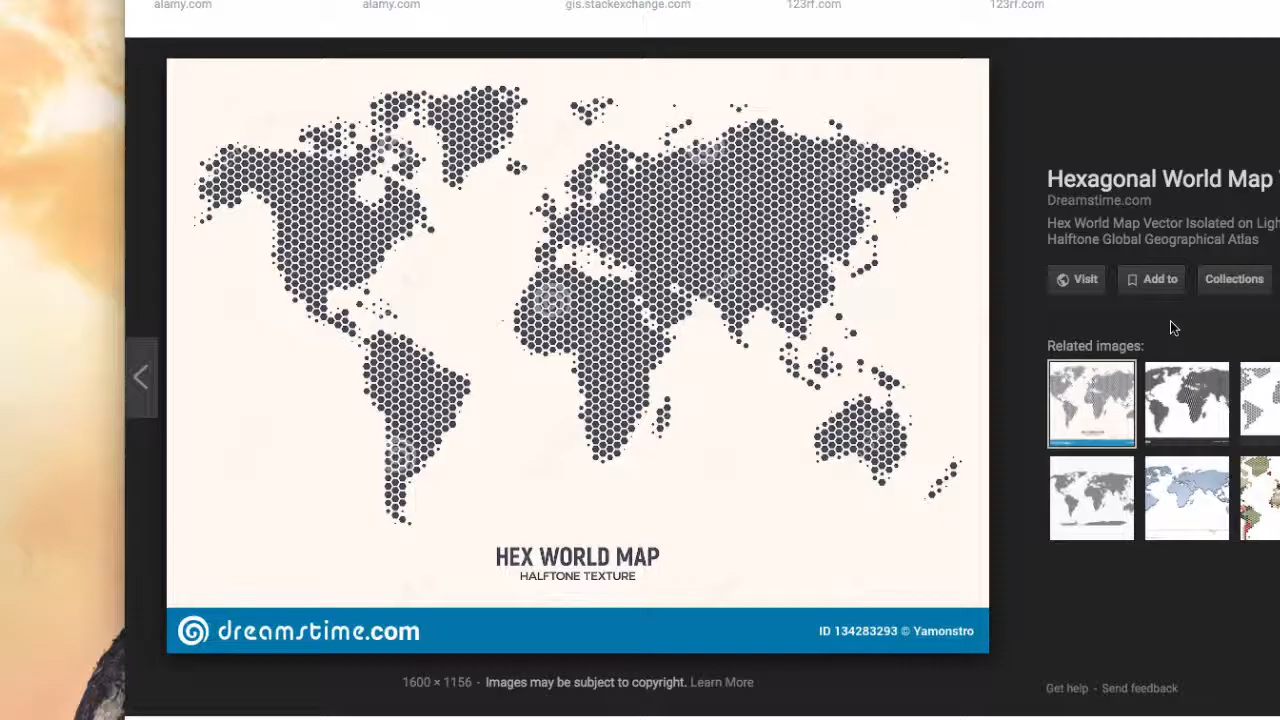 alamy.com
alamy.com
gis.stackexchange.com
123rf.com
123rf.com
HEX WORLD MAP
HALFTONE TEXTURE
dreamstime.com
ID 134283293 © Yamonstro
1600 × 1156 - Images may be subject to copyright. Learn More
Hexagonal World Map
Dreamstime.com
Hex World Map Vector Isolated on
Halftone Global Geographical Atlas
Visit
Add to
Collections
Related images:
Get help - Send feedback